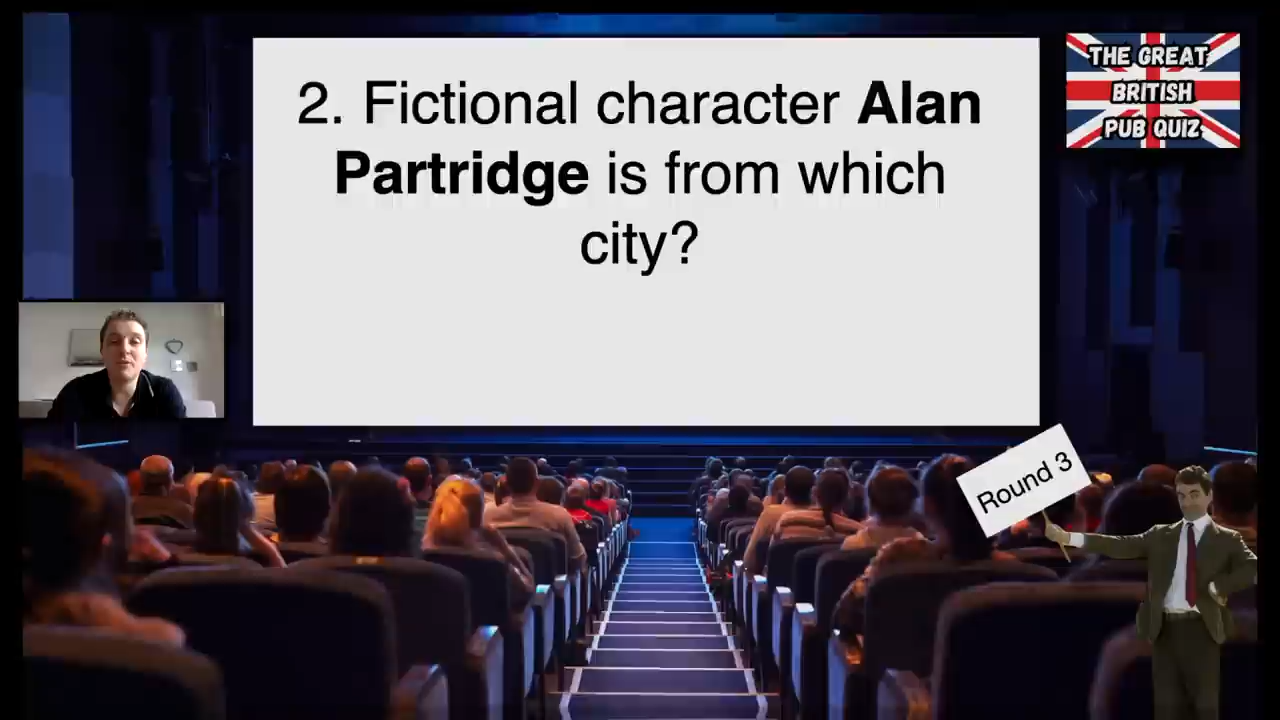 2. Fictional character Alan
Partridge is from which
city?
THE GREAT
BRITISH
PUB QUIZ
Round 3